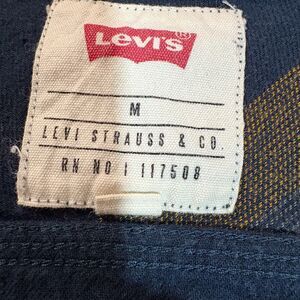 Levi's®
M
LEVI STRAUSS & CO.
RN NO | 117508